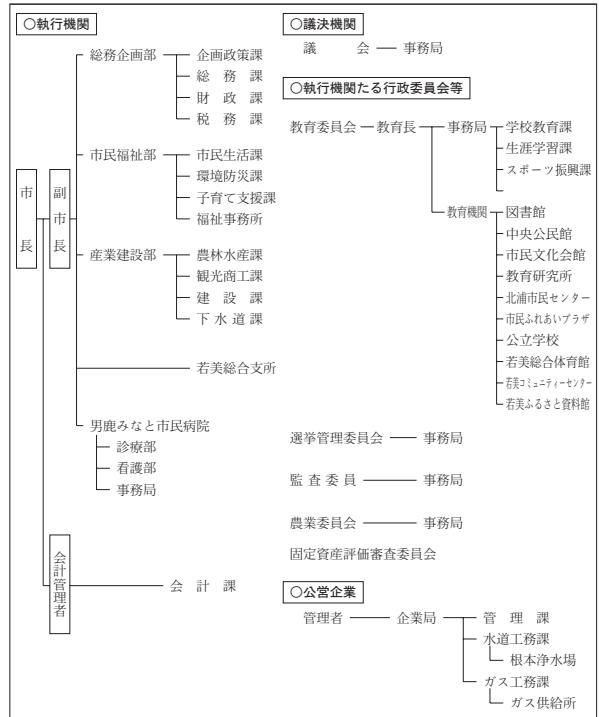 ○執行機関
市長
副市長
総務企画部
企画政策課
総務課
財政課
税務課
市民福祉部
市民生活課
環境防災課
子育て支援課
福祉事務所
産業建設部
農林水産課
観光商工課
建設課
下水道課
若美総合支所
男鹿みなと市民病院
診療部
看護部
事務局
会計管理者
会計課
○議決機関
議会 事務局
○執行機関たる行政委員会等
教育委員会 教育長 事務局 学校教育課
生涯学習課
スポーツ振興課
教育機関 図書館
中央公民館
市民文化会館
教育研究所
北浦市民センター
市民ふれあいプラザ
公立学校
若美総合体育館
若美コミュニティーセンター
若美ふるさと資料館
選挙管理委員会 事務局
監査委員 事務局
農業委員会 事務局
固定資産評価審査委員会
○公営企業
管理者 企業局 管理課
水道工務課
根本浄水場
ガス工務課
ガス供給所